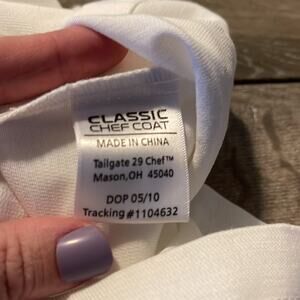 CLASSIC
CHEF COAT
MADE IN CHINA
Tailgate 29 Chef™
Mason,OH 45040
DOP 05/10
Tracking #1104632